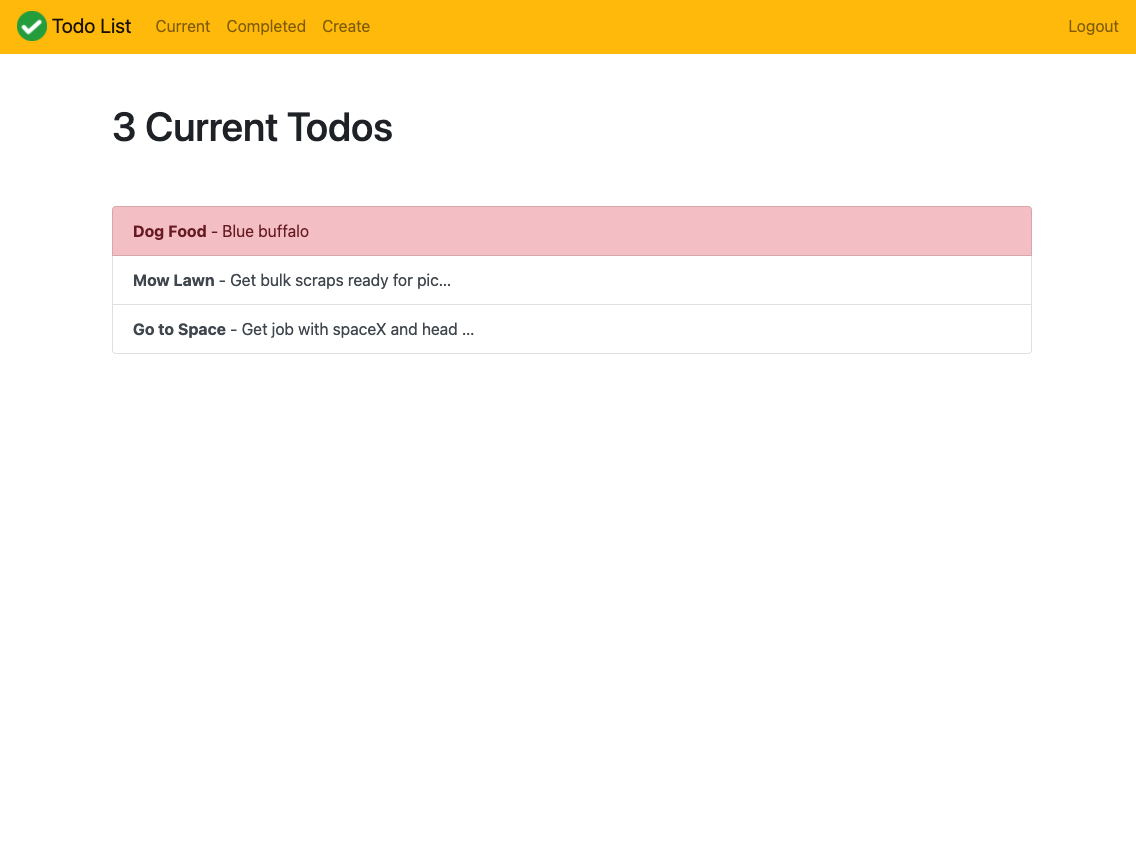 Todo List Current Completed Create Logout
3 Current Todos
Dog Food - Blue buffalo
Mow Lawn - Get bulk scraps ready for pic...
Go to Space - Get job with spaceX and head ...